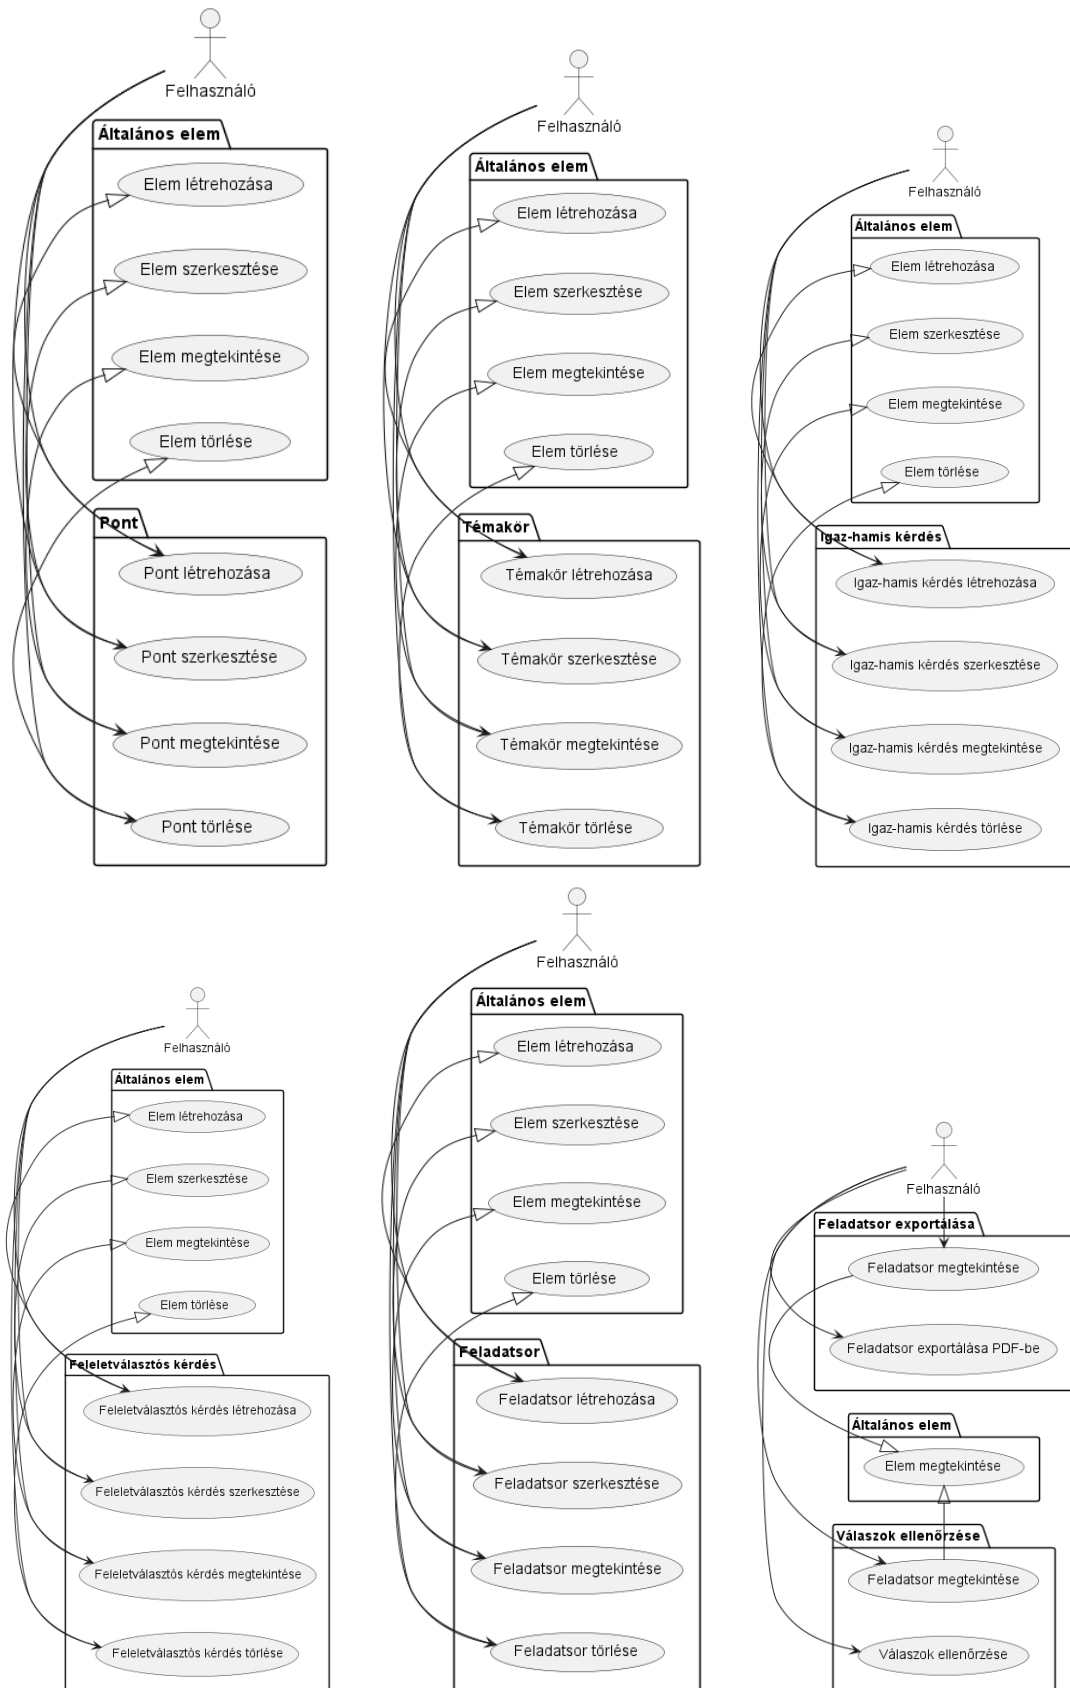 Felhasználó
Általános elem
Elem létrehozása
Elem szerkesztése
Elem megtekintése
Elem törlése
Pont
Pont létrehozása
Pont szerkesztése
Pont megtekintése
Pont törlése
Felhasználó
Általános elem
Elem létrehozása
Elem szerkesztése
Elem megtekintése
Elem törlése
Témakör
Témakör létrehozása
Témakör szerkesztése
Témakör megtekintése
Témakör törlése
Felhasználó
Általános elem
Elem létrehozása
Elem szerkesztése
Elem megtekintése
Elem törlése
Igaz-hamis kérdés
Igaz-hamis kérdés létrehozása
Igaz-hamis kérdés szerkesztése
Igaz-hamis kérdés megtekintése
Igaz-hamis kérdés törlése
Felhasználó
Általános elem
Elem létrehozása
Elem szerkesztése
Elem megtekintése
Elem törlése
Feleletválasztós kérdés
Feleletválasztós kérdés létrehozása
Feleletválasztós kérdés szerkesztése
Feleletválasztós kérdés megtekintése
Feleletválasztós kérdés törlése
Felhasználó
Általános elem
Elem létrehozása
Elem szerkesztése
Elem megtekintése
Elem törlése
Feladatsor
Feladatsor létrehozása
Feladatsor szerkesztése
Feladatsor megtekintése
Feladatsor törlése
Felhasználó
Feladatsor exportálása
Feladatsor megtekintése
Feladatsor exportálása PDF-be
Általános elem
Elem megtekintése
Válaszok ellenőrzése
Feladatsor megtekintése
Válaszok ellenőrzése